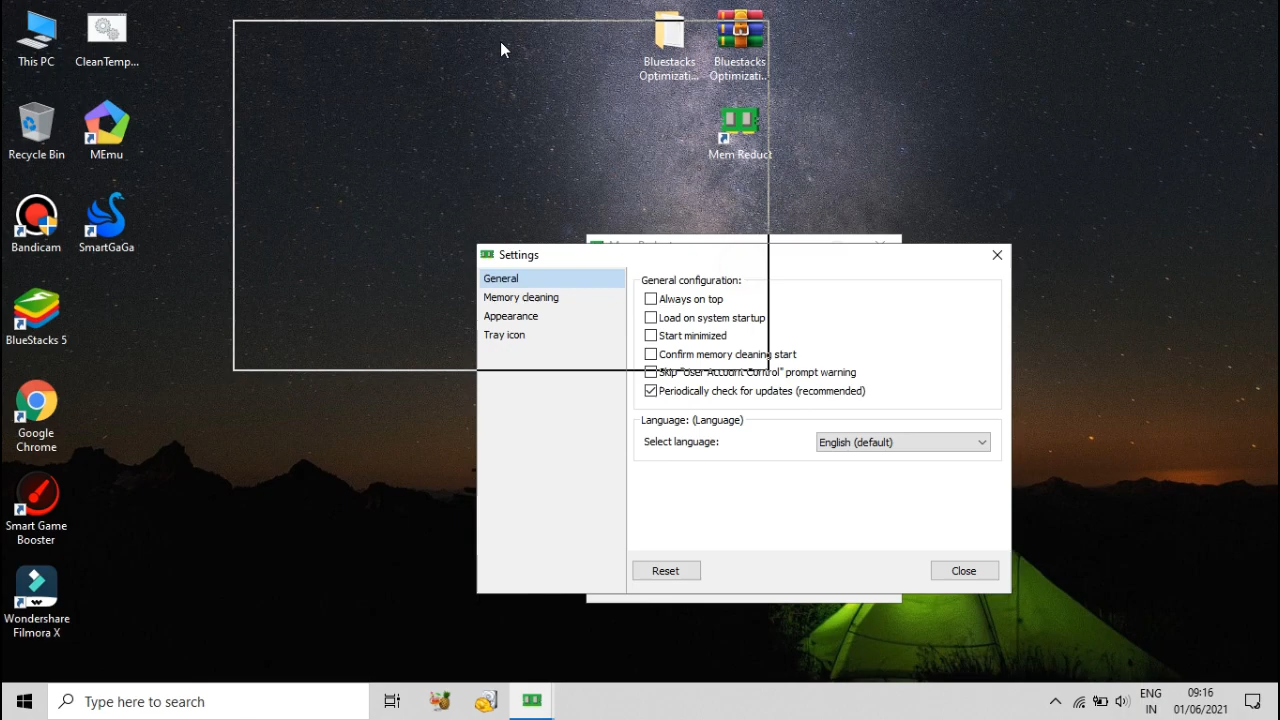 This PC
CleanTemp...
Bluestacks
Optimizati...
Bluestacks
Optimizati...
Recycle Bin
MEmu
Mem Reduct
Bandicam
SmartGaGa
BlueStacks 5
Google
Chrome
Smart Game
Booster
Wondershare
Filmora X
Settings
General
Memory cleaning
Appearance
Tray icon
General configuration:
Always on top
Load on system startup
Start minimized
Confirm memory cleaning start
Skip "User Account Control" prompt warning
Periodically check for updates (recommended)
Language: (Language)
Select language:
English (default)
Reset
Close
Type here to search
ENG
IN
09:16
01/06/2021